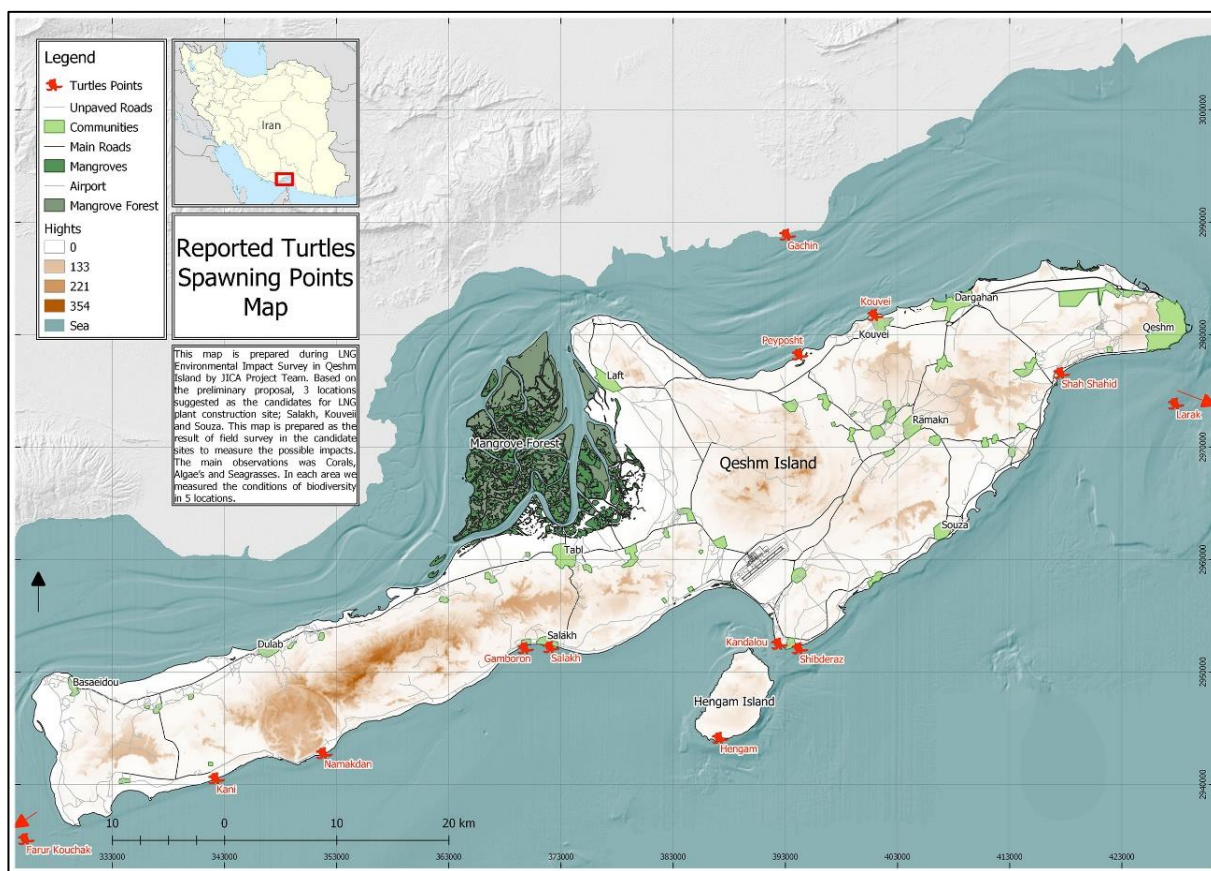 Legend
Turtles Points
Unpaved Roads
Communities
Main Roads
Mangroves
Airport
Mangrove Forest
Hights
0
133
221
354
Sea
Iran
Reported Turtles
Spawning Points
Map
This map is prepared during LNG
Environmental Impact Survey in Qeshm
Island by JICA Project Team. Based on
the preliminary proposal, 3 locations
suggested as the candidates for LNG
plant construction site; Salakh, Kouveii
and Souza. This map is prepared as the
result of field survey in the candidate
sites to measure the possible impacts.
The main observations was Corals,
Algae's and Seagrasses. In each area we
measured the conditions of biodiversity
in 5 locations.
Gachin
Kouvei
Kouvei
Dargahan
Qeshm
Peyposht
Shah Shahid
Larak
Laft
Ramakn
Mangrove Forest
Qeshm Island
Souza
Tabl
Salakh
Gamboron
Salakh
Kandalou
Shibderaz
Dulab
Basaeidou
Hengam Island
Hengam
Namakdan
Kani
Farur Kouchak
10 0 10 20 km
333000 343000 353000 363000 373000 383000 393000 403000 413000 423000
3000000
2990000
2980000
2970000
2960000
2950000
2940000